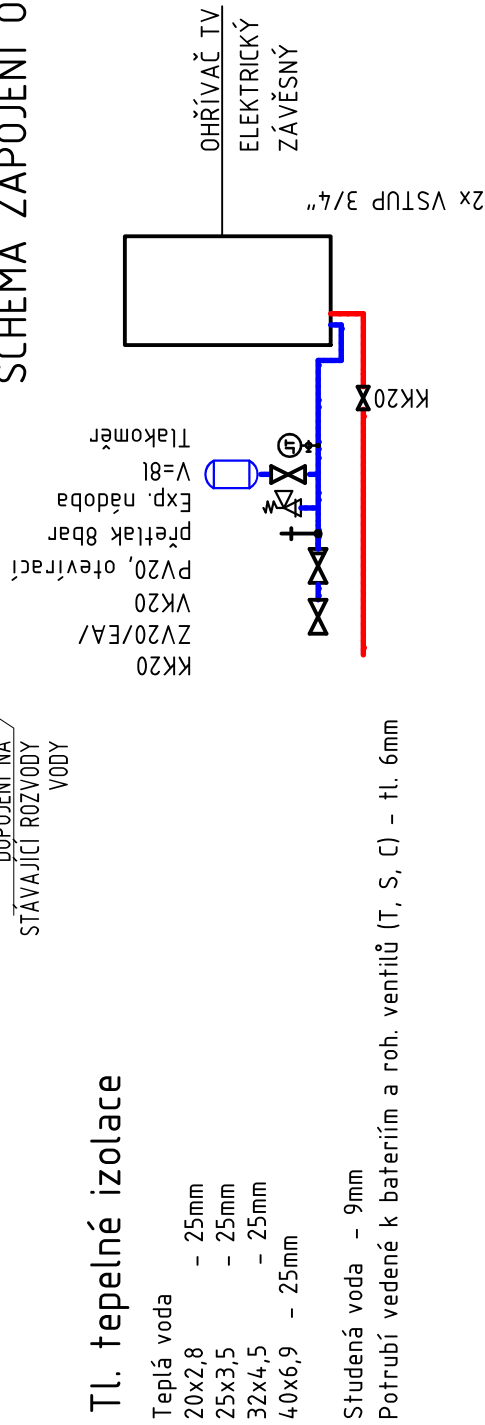 SCHEMA ZAPOJENÍ O
OHŘÍVAČ TV
ELEKTRICKÝ
ZÁVĚSNÝ
2x VSTUP 3/4"
KK20
Tlakoměr
V=8l
Exp. nádoba
přetlak 8bar
PV20, otevírací
VK20
ZV20/EA/
KK20
DOPOJENÍ NA
STÁVAJÍCÍ ROZVODY
VODY
Tl. tepelné izolace
Teplá voda
20x2,8 - 25mm
25x3,5 - 25mm
32x4,5 - 25mm
40x6,9 - 25mm
Studená voda - 9mm
Potrubí vedené k bateriím a roh. ventilů (T, S, C) - tl. 6mm